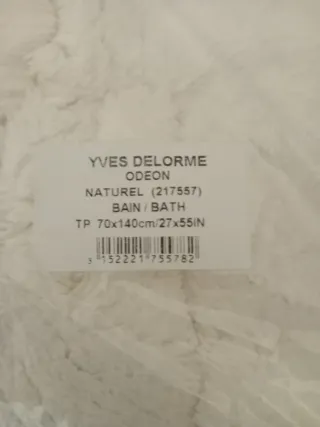 YVES DELORME
ODEON
NATUREL (217557)
BAIN / BATH
TP 70x140cm/27x55IN
3 152221 755782